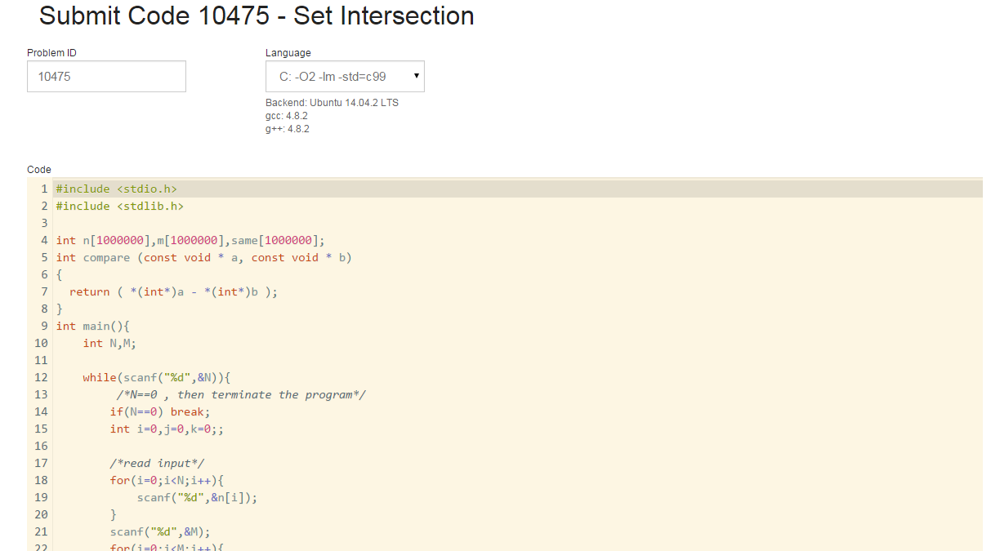 Submit Code 10475 - Set Intersection
Problem ID
Language
10475
C: -O2 -lm -std=c99
Backend: Ubuntu 14.04.2 LTS
gcc: 4.8.2
g++: 4.8.2
Code
1 #include <stdio.h>
2 #include <stdlib.h>
3
4 int n[1000000],m[1000000],same[1000000];
5 int compare (const void * a, const void * b)
6 {
7   return ( *(int*)a - *(int*)b );
8 }
9 int main(){
10     int N,M;
11
12     while(scanf("%d",&N)){
13          /*N==0 , then terminate the program*/
14         if(N==0) break;
15         int i=0,j=0,k=0;;
16
17         /*read input*/
18         for(i=0;i<N;i++){
19             scanf("%d",&n[i]);
20         }
21         scanf("%d",&M);
22         for(i=0;i<M;i++){